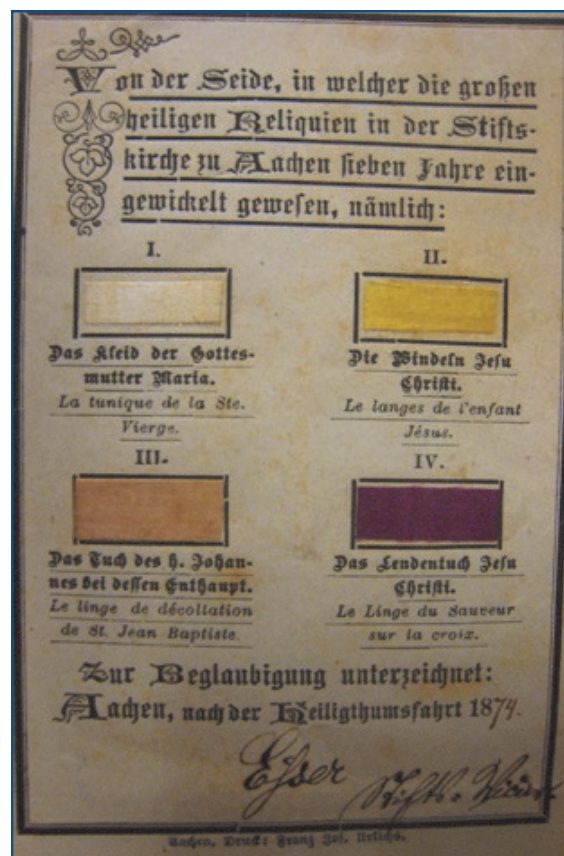 Von der Seide, in welcher die großen
heiligen Reliquien in der Stifts-
kirche zu Aachen sieben Jahre ein-
gewickelt gewesen, nämlich:
I.
Das Kleid der Gottes-
mutter Maria.
La tunique de la Ste.
Vierge.
II.
Die Windeln Jesu
Christi.
Le langes de l'enfant
Jésus.
III.
Das Tuch des h. Johan-
nes bei dessen Enthaupt.
Le linge de décollation
de St. Jean Baptiste.
IV.
Das Lendentuch Jesu
Christi.
Le Linge du Sauveur
sur la croix.
Zur Beglaubigung unterzeichnet:
Aachen, nach der Heiligthumsfahrt 1874.
Stifts-
Aachen, Druck: Franz Jos. Urlichs.